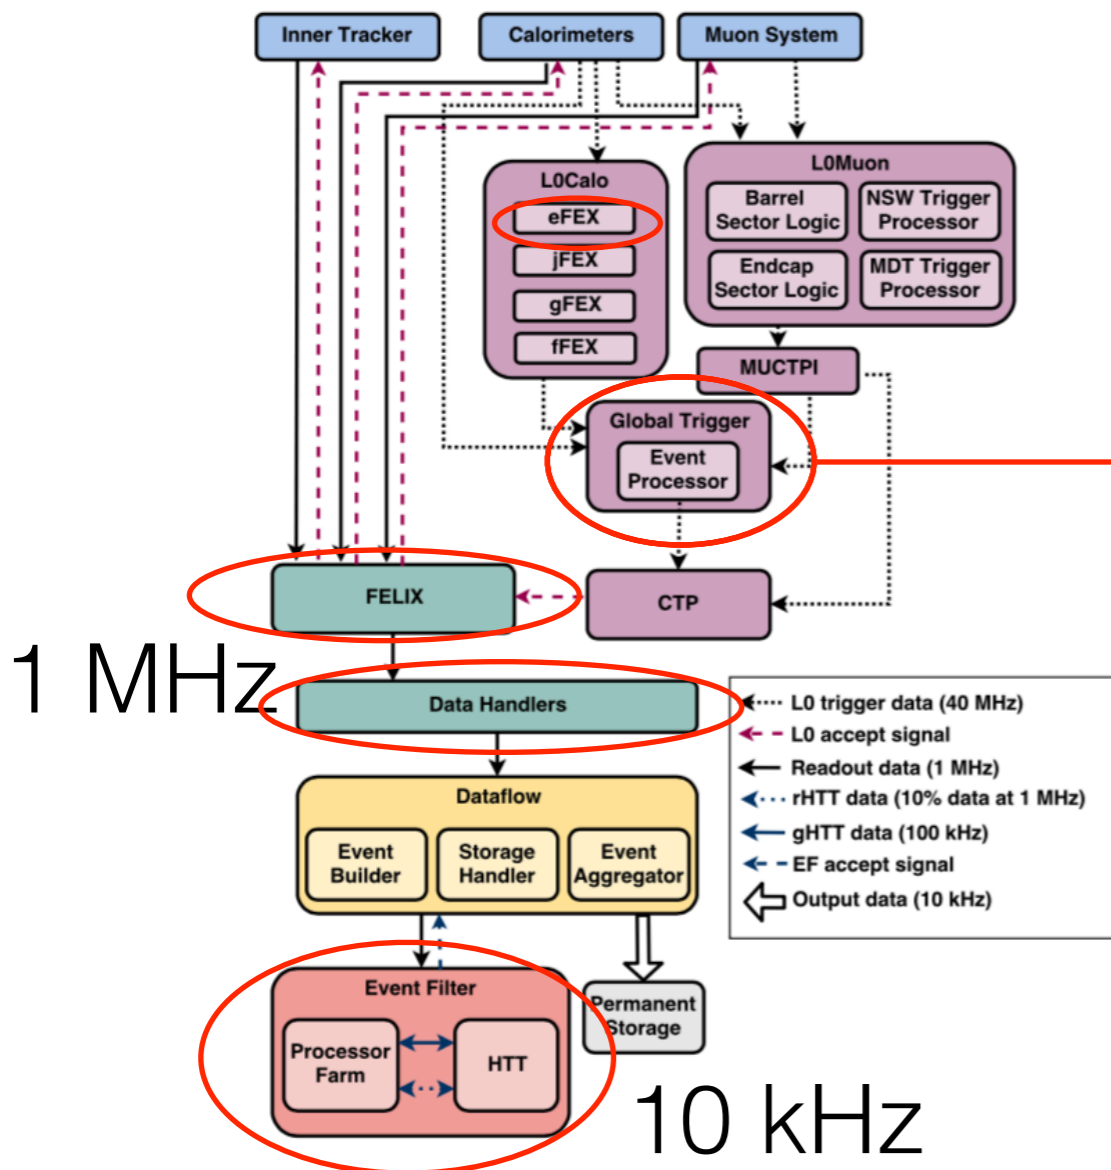 Inner Tracker
Calorimeters
Muon System
L0Calo
eFEX
jFEX
gFEX
fFEX
L0Muon
Barrel
Sector Logic
NSW Trigger
Processor
Endcap
Sector Logic
MDT Trigger
Processor
MUCTPI
Global Trigger
Event
Processor
FELIX
CTP
1 MHz
Data Handlers
L0 trigger data (40 MHz)
L0 accept signal
Readout data (1 MHz)
rHTT data (10% data at 1 MHz)
gHTT data (100 kHz)
EF accept signal
Output data (10 kHz)
Dataflow
Event
Builder
Storage
Handler
Event
Aggregator
Event Filter
Processor
Farm
HTT
Permanent
Storage
10 kHz